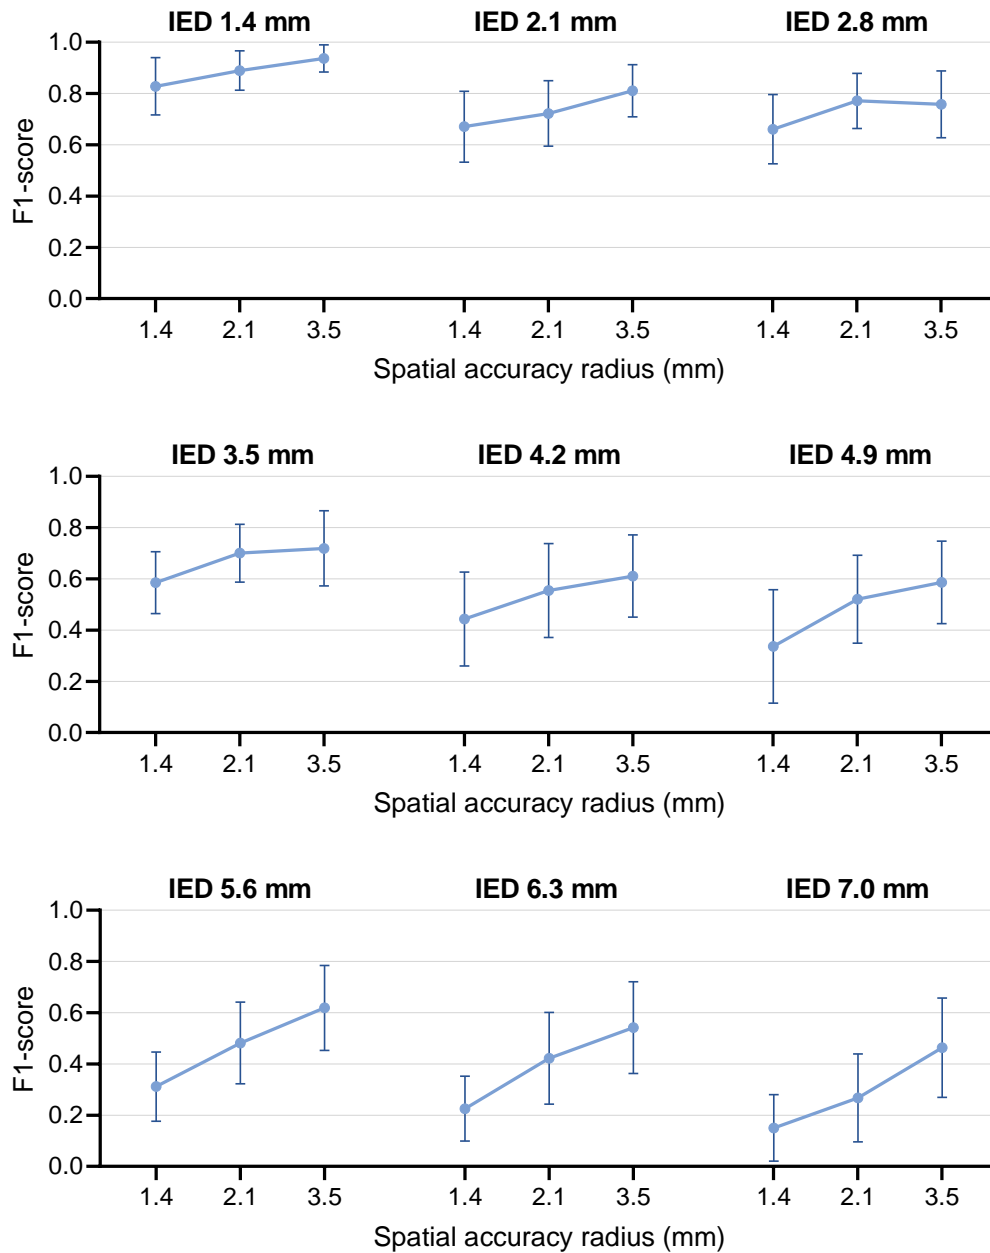 IED 1.4 mm IED 2.1 mm IED 2.8 mm
1.0
0.8
0.6
0.4
0.2
0.0
F1-score
1.4 2.1 3.5 1.4 2.1 3.5 1.4 2.1 3.5
Spatial accuracy radius (mm)
IED 3.5 mm IED 4.2 mm IED 4.9 mm
1.0
0.8
0.6
0.4
0.2
0.0
F1-score
1.4 2.1 3.5 1.4 2.1 3.5 1.4 2.1 3.5
Spatial accuracy radius (mm)
IED 5.6 mm IED 6.3 mm IED 7.0 mm
1.0
0.8
0.6
0.4
0.2
0.0
F1-score
1.4 2.1 3.5 1.4 2.1 3.5 1.4 2.1 3.5
Spatial accuracy radius (mm)